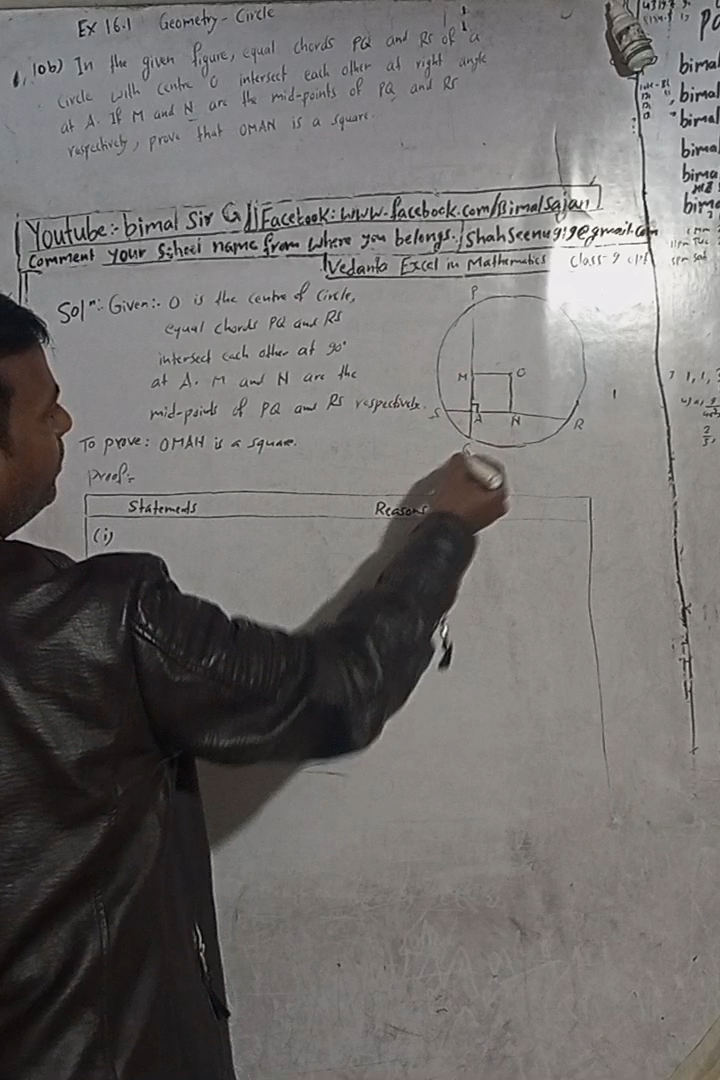 Ex 16.1 Geometry - Circle
10b) In the given figure, equal chords PQ and RS of a
circle with centre O intersect each other at right angle
at A. If M and N are the mid-points of PQ and RS
respectively, prove that OMAN is a square.
Youtube:- bimal Sir G Facebook: www.facebook.com/Bimalsajan
Comment your School name from where you belongs.
Vedanta Excel in Mathematics Class-9
Solⁿ:- Given:- O is the centre of circle,
equal chords PQ and RS
intersect each other at 90°
at A. M and N are the
mid-points of PQ and RS respectively.
To prove: OMAN is a square.
Proof:-
Statements Reasons
(i)
P
M O
S A N R
bimal
bimal
bimal
bimal
bima
bima